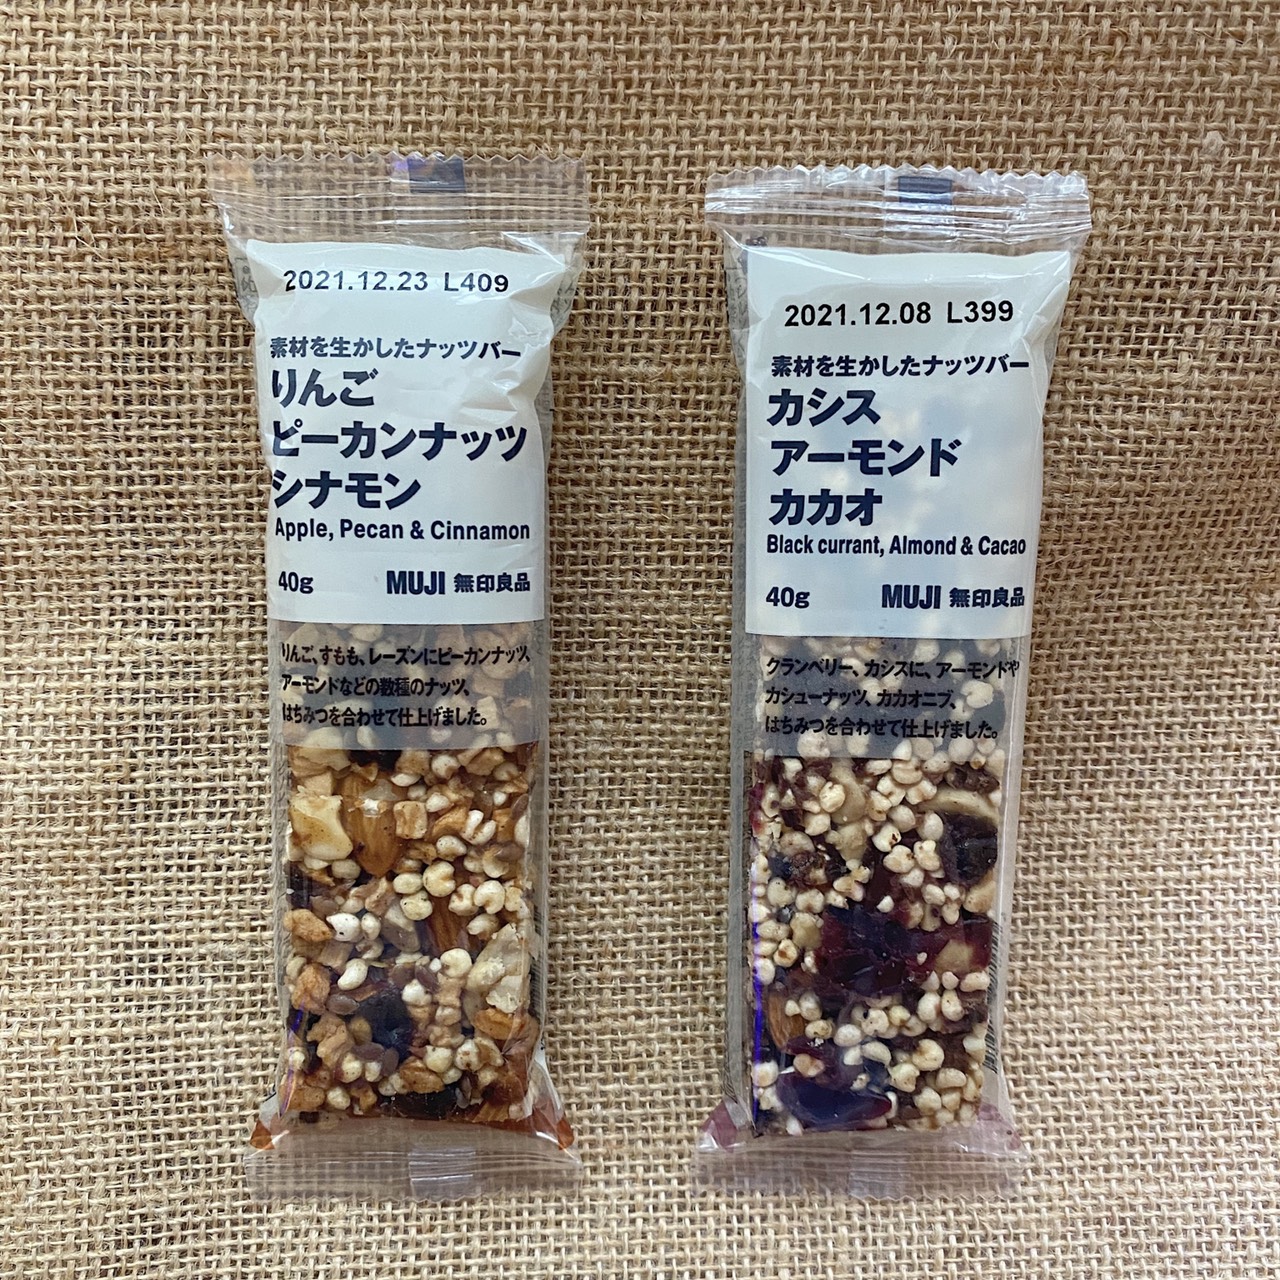 2021.12.23 L409
素材を生かしたナッツバー
りんご
ピーカンナッツ
シナモン
Apple, Pecan & Cinnamon
40g MUJI 無印良品
りんご、すもも、レーズンにピーカンナッツ、
アーモンドなどの数種のナッツ、
はちみつを合わせて仕上げました。
2021.12.08 L399
素材を生かしたナッツバー
カシス
アーモンド
カカオ
Black currant, Almond & Cacao
40g MUJI 無印良品
クランベリー、カシスに、アーモンドや
カシューナッツ、カカオニブ、
はちみつを合わせて仕上げました。